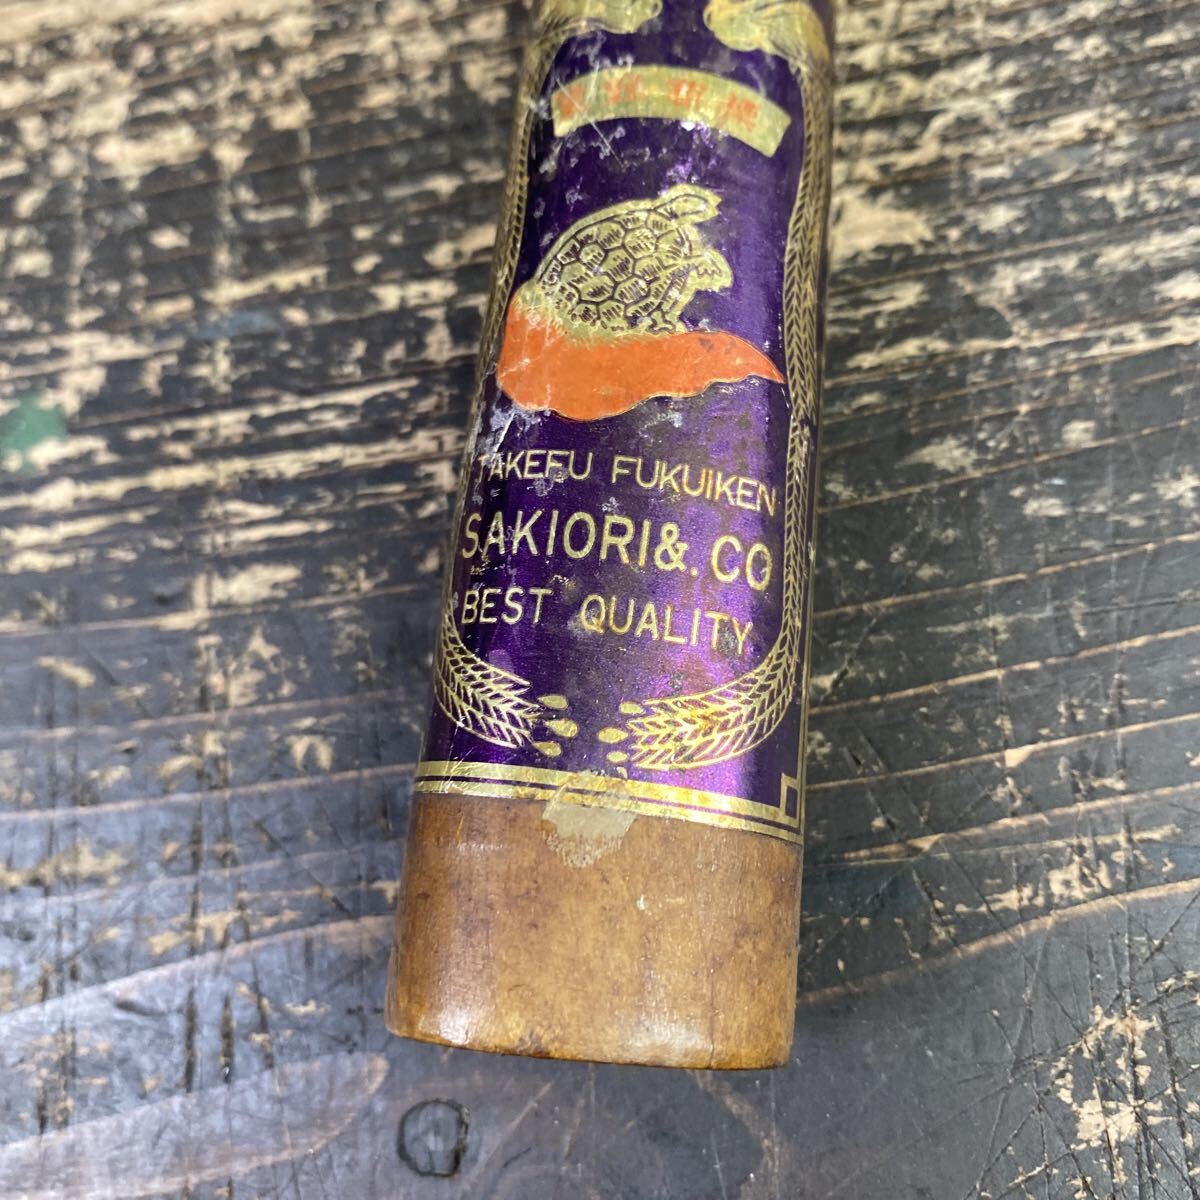 TAKEFU FUKUIKEN
SAKIORI&. CO
BEST QUALITY